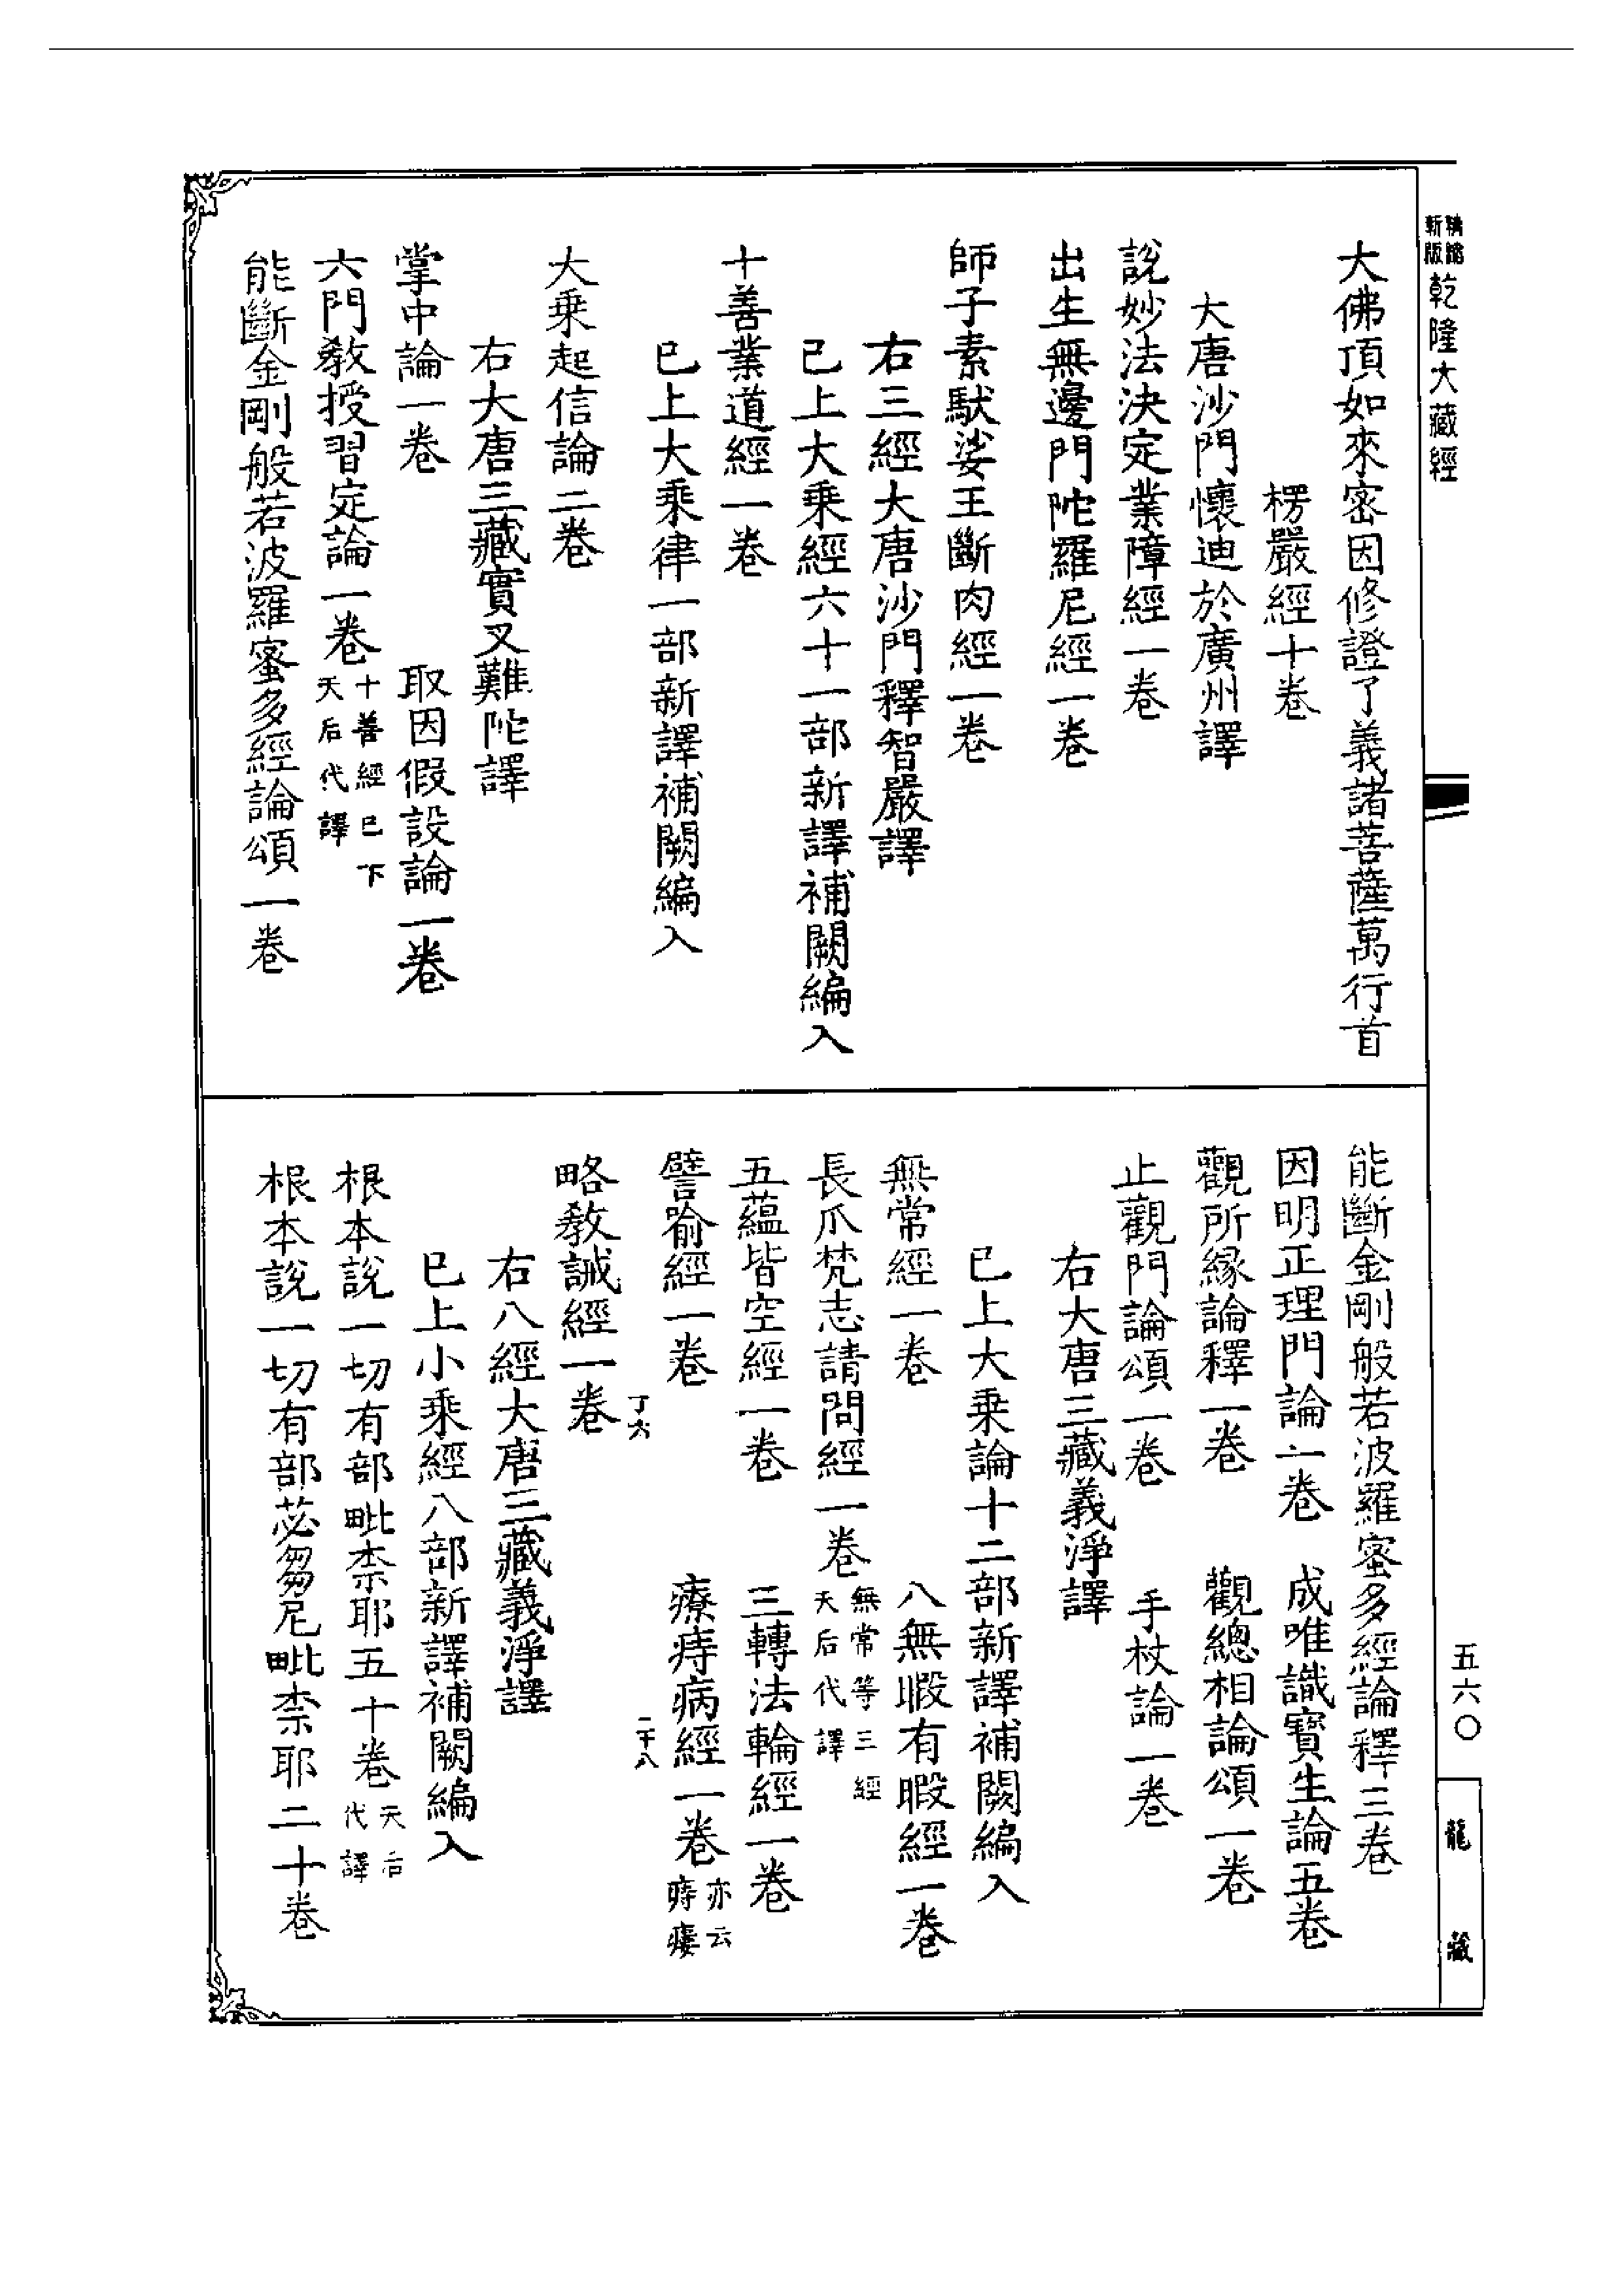 精縮新版 乾隆大藏經
大佛頂如來密因修證了義諸菩薩萬行首
楞嚴經十卷
大唐沙門懷迪於廣州譯
說妙法決定業障經一卷
出生無邊門陀羅尼經一卷
師子素馱娑王斷肉經一卷
右三經大唐沙門釋智嚴譯
已上大乘經六十一部新譯補闕編入
十善業道經一卷
已上大乘律一部新譯補闕編入
大乘起信論二卷
右大唐三藏實叉難陀譯
掌中論一卷 取因假設論一卷
六門教授習定論一卷 十善經已下天后代譯
能斷金剛般若波羅蜜多經論頌一卷
能斷金剛般若波羅蜜多經論釋三卷
因明正理門論一卷 成唯識寶生論五卷
觀所緣論釋一卷 觀總相論頌一卷
止觀門論頌一卷 手杖論一卷
右大唐三藏義淨譯
已上大乘論十二部新譯補闕編入
無常經一卷 八無暇有暇經一卷
長爪梵志請問經一卷 無常等三經天后代譯
五蘊皆空經一卷 三轉法輪經一卷
譬喻經一卷 療痔病經一卷 亦云痔瘻
丁六 二十八
略教誡經一卷
右八經大唐三藏義淨譯
已上小乘經八部新譯補闕編入
根本說一切有部毗柰耶五十卷 天后代譯
根本說一切有部苾芻尼毗柰耶二十卷
五六〇
龍藏